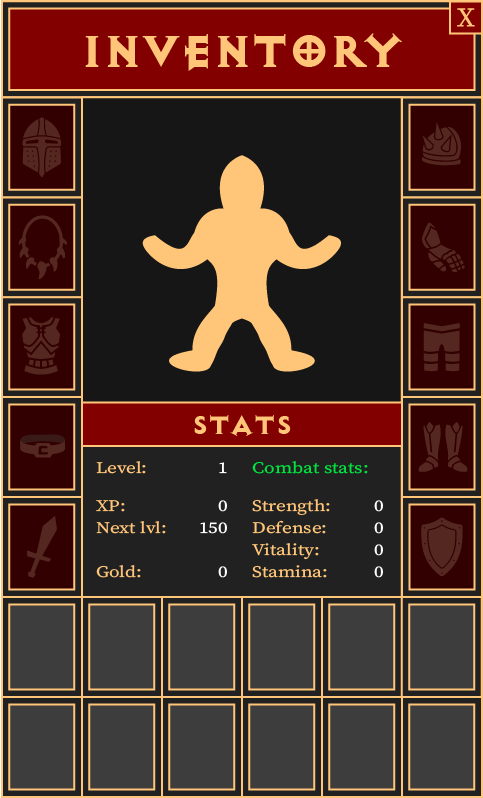 X
INVENTORY
STATS
Level: 1 Combat stats:
XP: 0 Strength: 0
Next lvl: 150 Defense: 0
Vitality: 0
Gold: 0 Stamina: 0